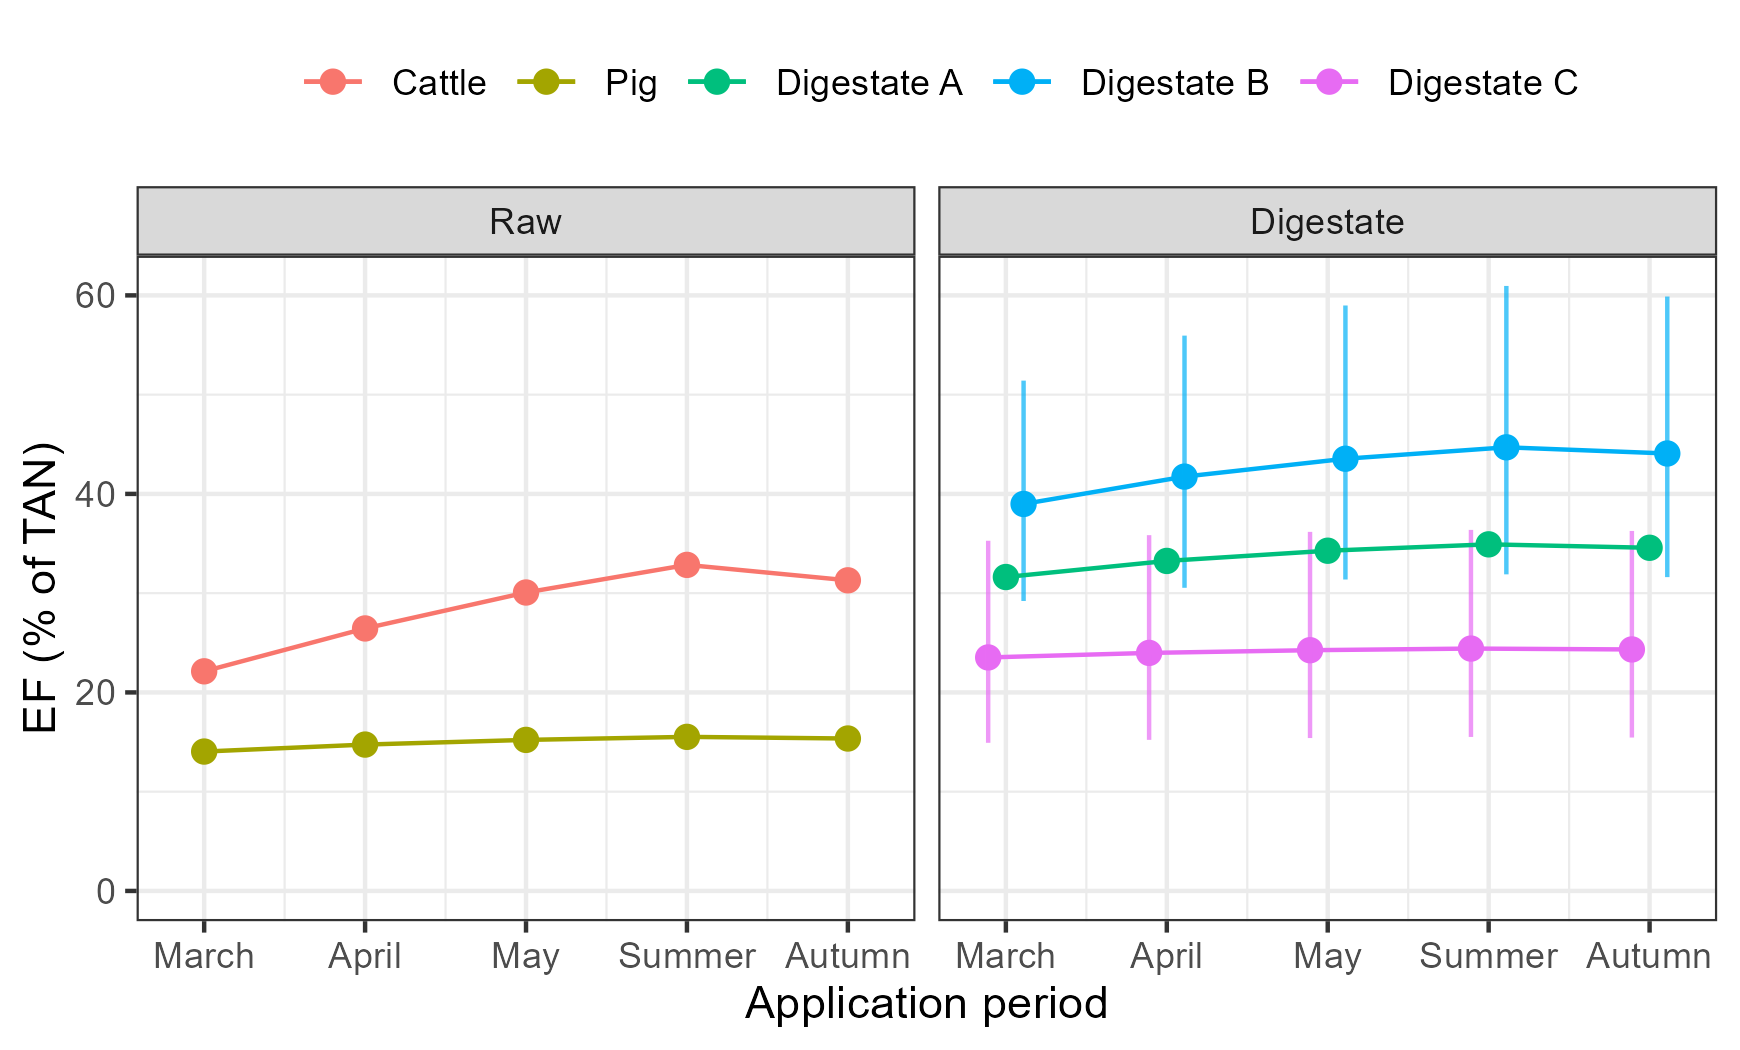 Cattle Pig Digestate A Digestate B Digestate C
Raw Digestate
EF (% of TAN)
60
40
20
0
March April May Summer Autumn March April May Summer Autumn
Application period